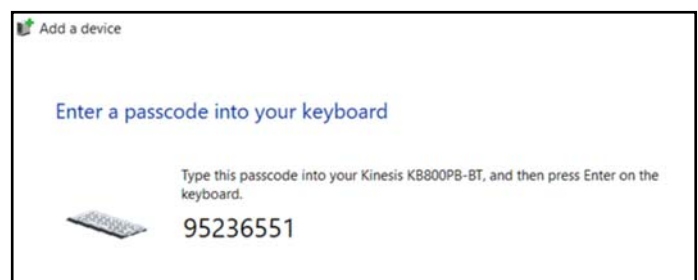 Add a device
Enter a passcode into your keyboard
Type this passcode into your Kinesis KB800PB-BT, and then press Enter on the
keyboard.
95236551